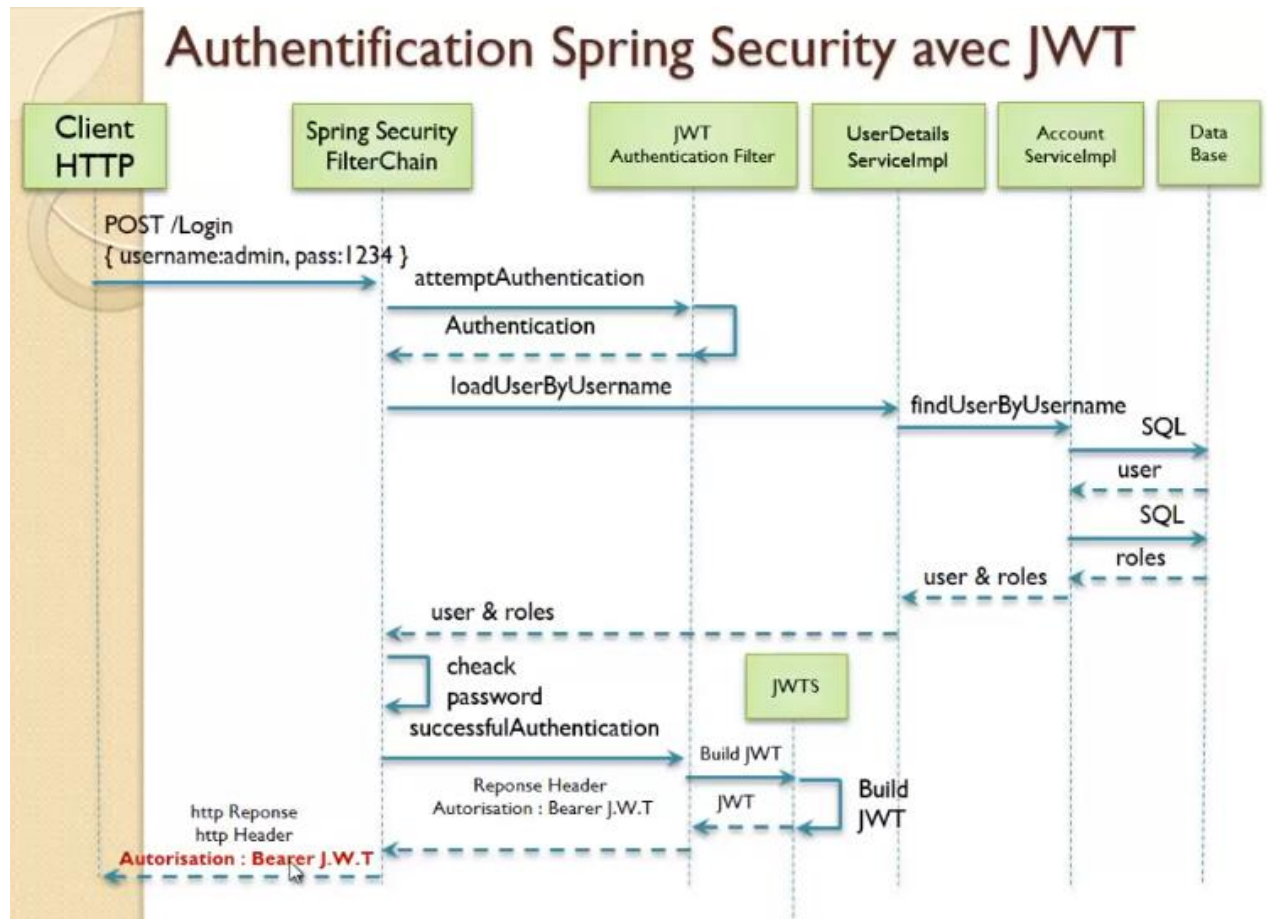 Authentification Spring Security avec JWT
Client
HTTP
Spring Security
FilterChain
JWT
Authentication Filter
UserDetails
ServiceImpl
Account
ServiceImpl
Data
Base
POST /Login
{ username:admin, pass:1234 }
attemptAuthentication
Authentication
loadUserByUsername
findUserByUsername
SQL
user
SQL
roles
user & roles
user & roles
cheack
password
JWTS
successfulAuthentication
Build JWT
Build
JWT
JWT
Reponse Header
Autorisation : Bearer J.W.T
http Reponse
http Header
Autorisation : Bearer J.W.T